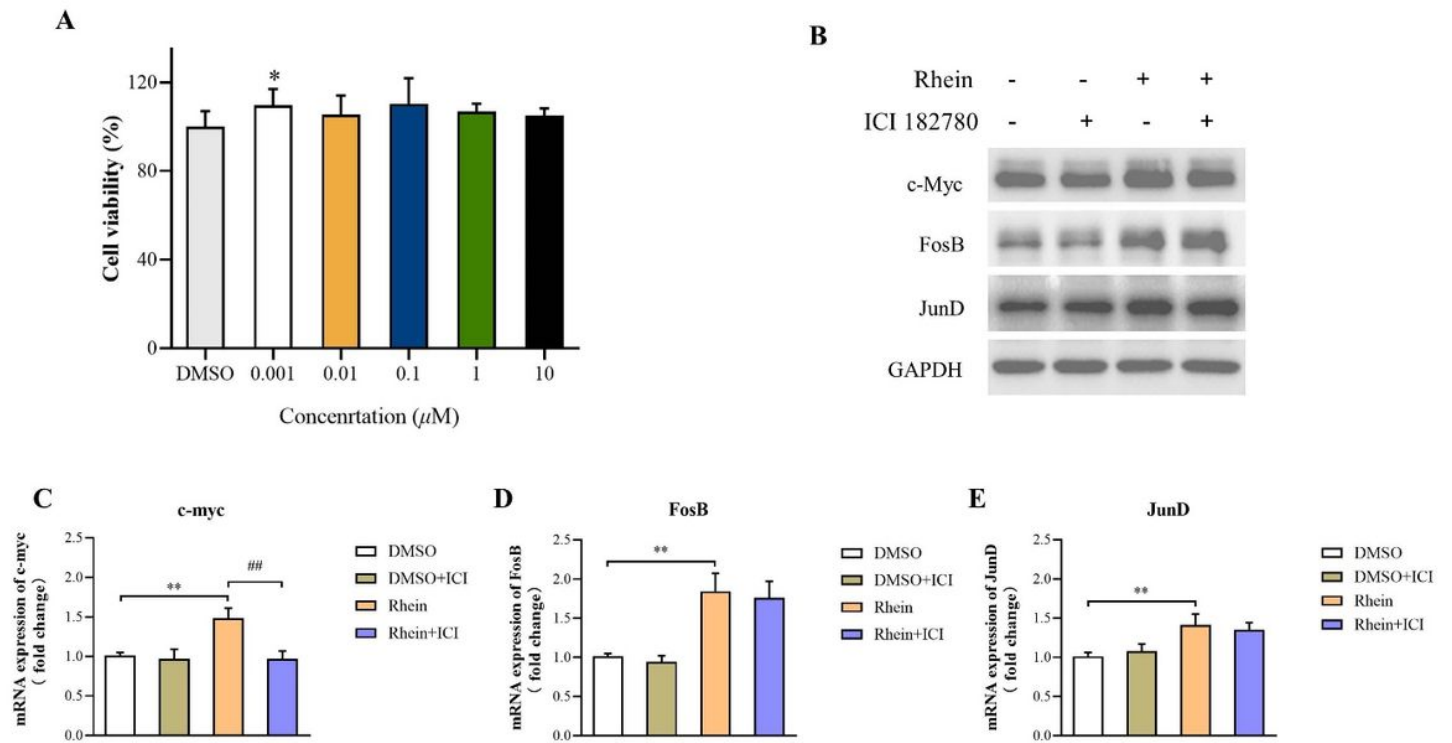 A
Cell viability (%)
120
80
40
0
*
DMSO 0.001 0.01 0.1 1 10
Concenrtation (μM)
B
Rhein - - + +
ICI 182780 - + - +
c-Myc
FosB
JunD
GAPDH
C
c-myc
mRNA expression of c-myc
( fold change)
2.5
2.0
1.5
1.0
0.5
0.0
**
##
DMSO
DMSO+ICI
Rhein
Rhein+ICI
D
FosB
mRNA expression of FosB
( fold change)
2.5
2.0
1.5
1.0
0.5
0.0
**
DMSO
DMSO+ICI
Rhein
Rhein+ICI
E
JunD
mRNA expression of JunD
( fold change)
2.5
2.0
1.5
1.0
0.5
0.0
**
DMSO
DMSO+ICI
Rhein
Rhein+ICI